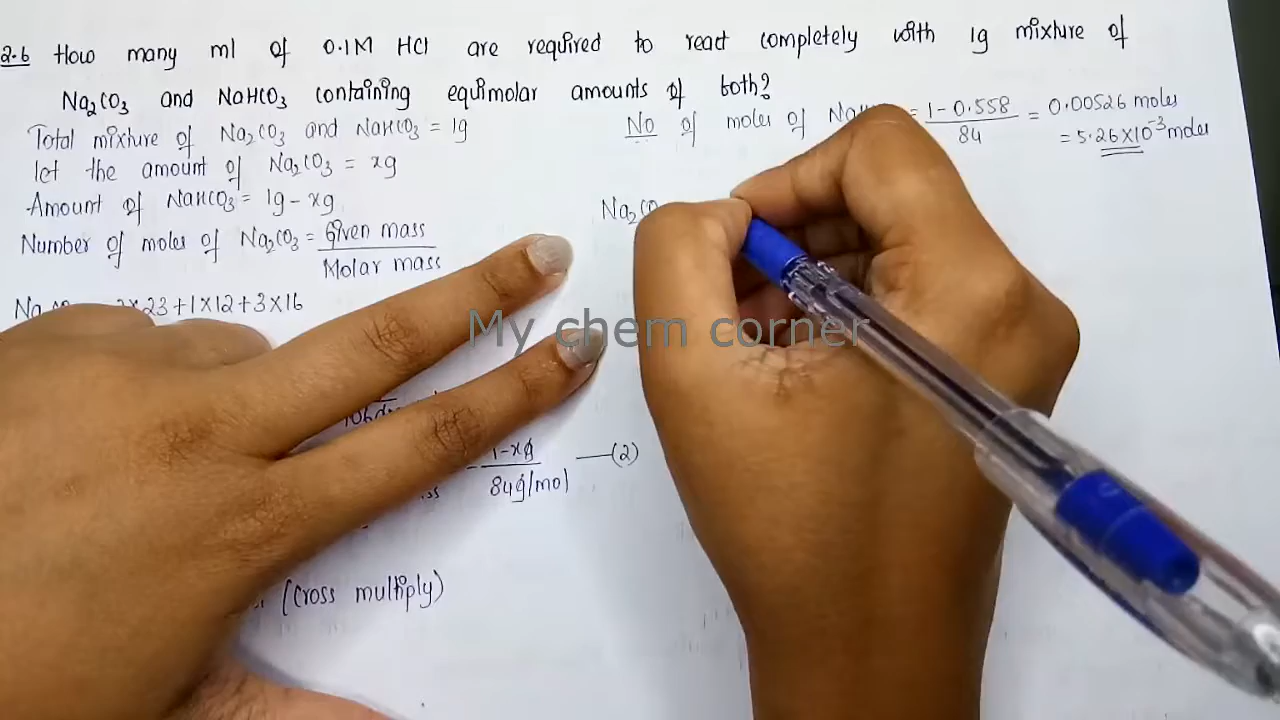 2.6 How many ml of 0.1M HCl are required to react completely with 1g mixture of
Na₂CO₃ and NaHCO₃ containing equimolar amounts of both?
Total mixture of Na₂CO₃ and NaHCO₃ = 1g
let the amount of Na₂CO₃ = xg
Amount of NaHCO₃ = 1g - xg
Number of moles of Na₂CO₃ = Given mass
Molar mass
23+1×12+3×16
1-xg —(2)
84g/mol
(Cross multiply)
No of moles of = 1-0.558 = 0.00526 moles
84 = 5.26×10⁻³ moles
Na₂CO
My chem corner